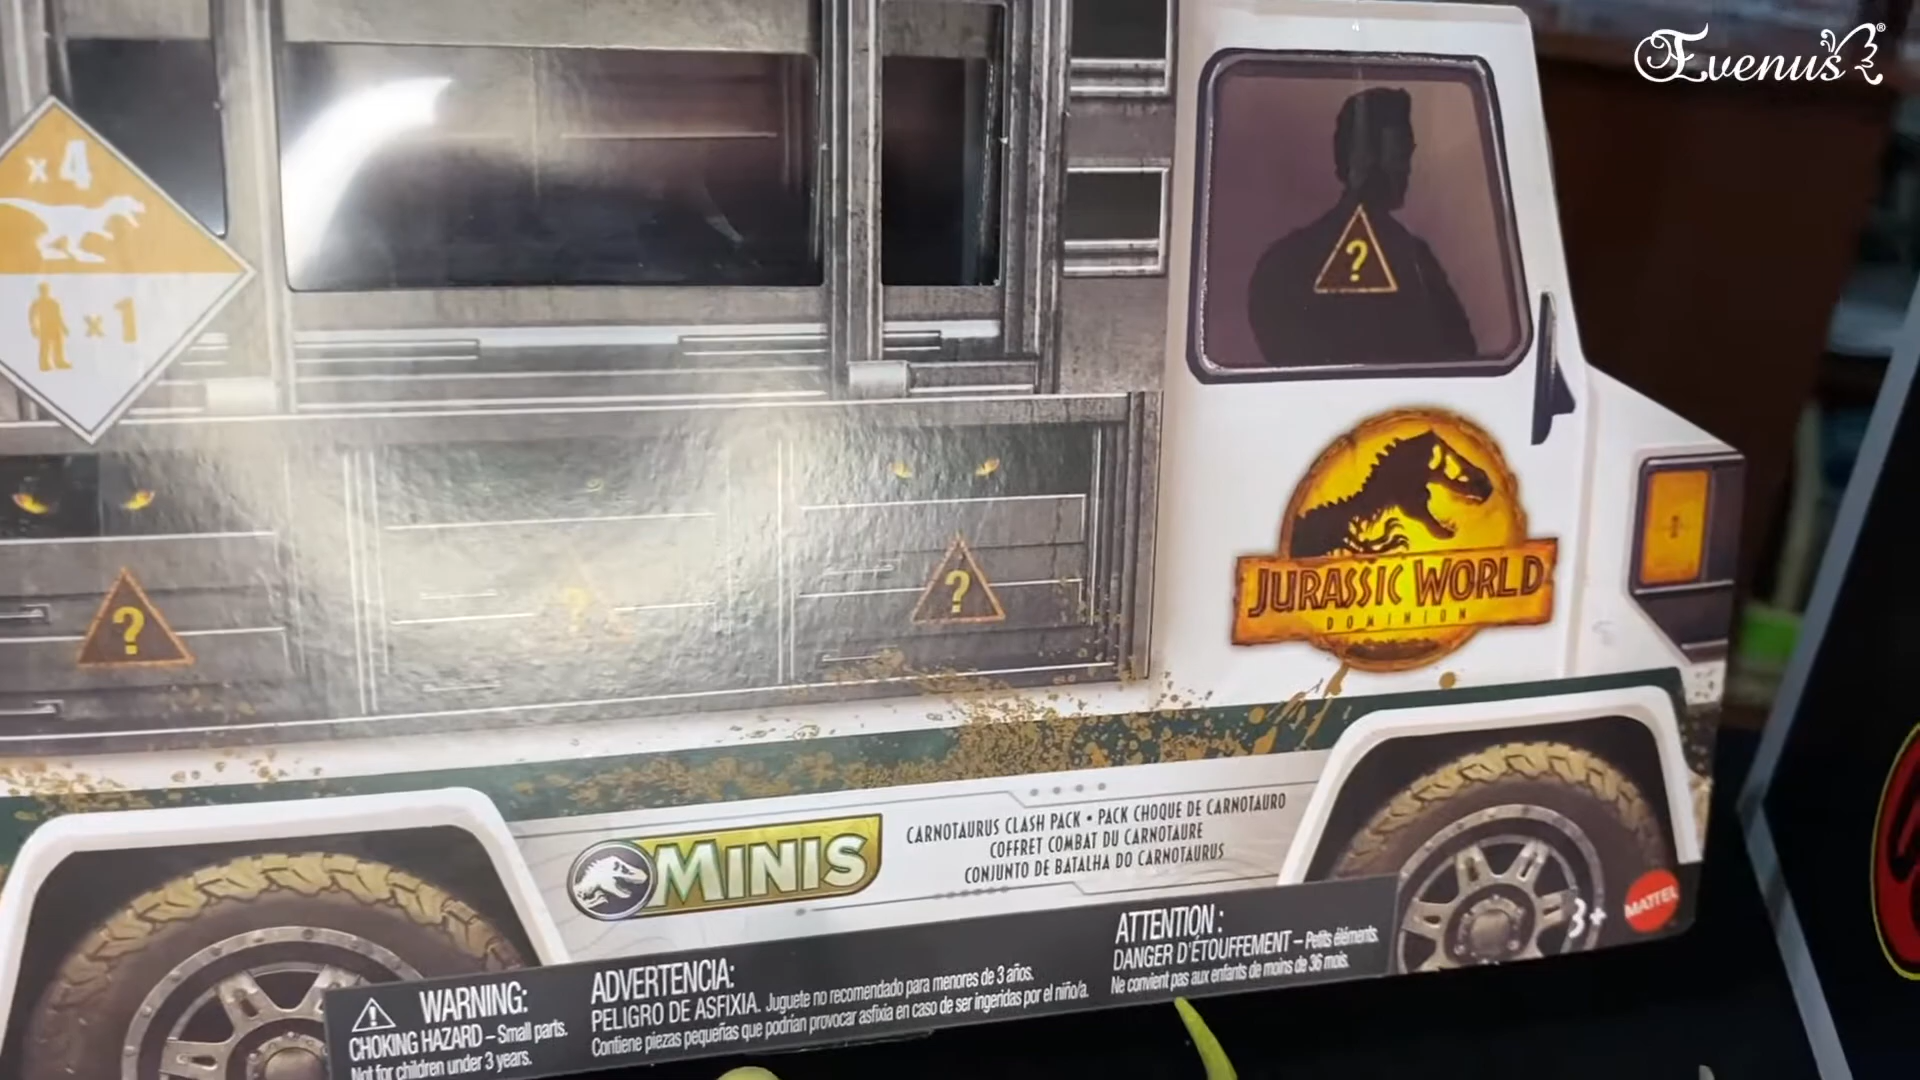 Evenus®
x 4
x 1
?
?
?
?
JURASSIC WORLD
DOMINION
MINIS
CARNOTAURUS CLASH PACK • PACK CHOQUE DE CARNOTAURO
COFFRET COMBAT DU CARNOTAURE
CONJUNTO DE BATALHA DO CARNOTAURUS
3+
MATTEL
WARNING:
CHOKING HAZARD – Small parts.
Not for children under 3 years.
ADVERTENCIA:
PELIGRO DE ASFIXIA. Juguete no recomendado para menores de 3 años.
Contiene piezas pequeñas que podrían provocar asfixia en caso de ser ingeridas por el niño/a.
ATTENTION :
DANGER D'ÉTOUFFEMENT – Petits éléments.
Ne convient pas aux enfants de moins de 36 mois.